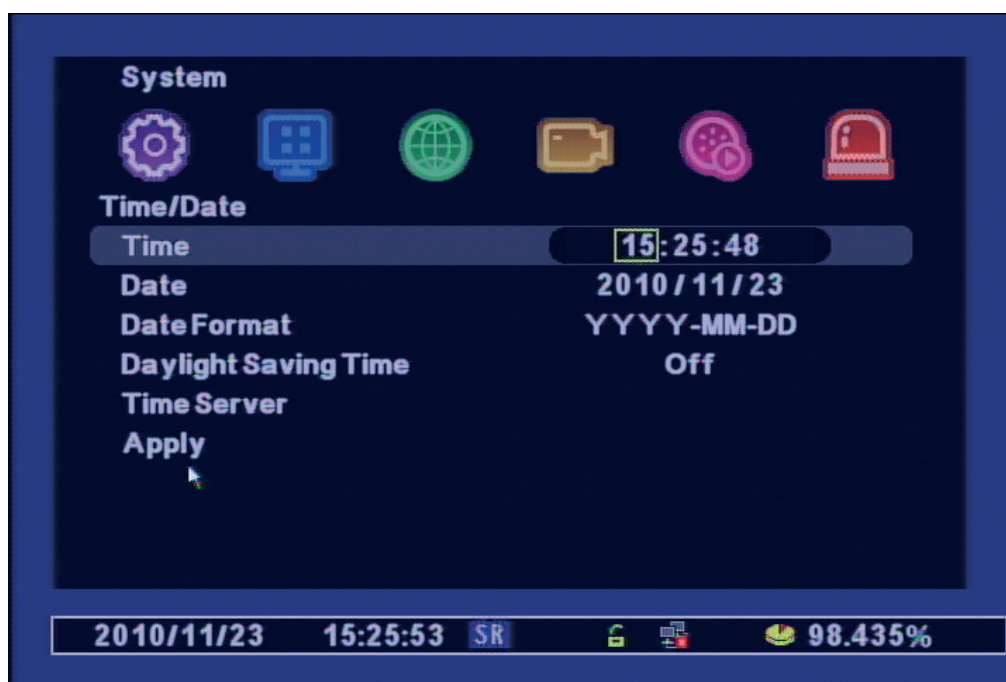 System
Time/Date
Time 15:25:48
Date 2010/11/23
Date Format YYYY-MM-DD
Daylight Saving Time Off
Time Server
Apply
2010/11/23 15:25:53 SR 98.435%